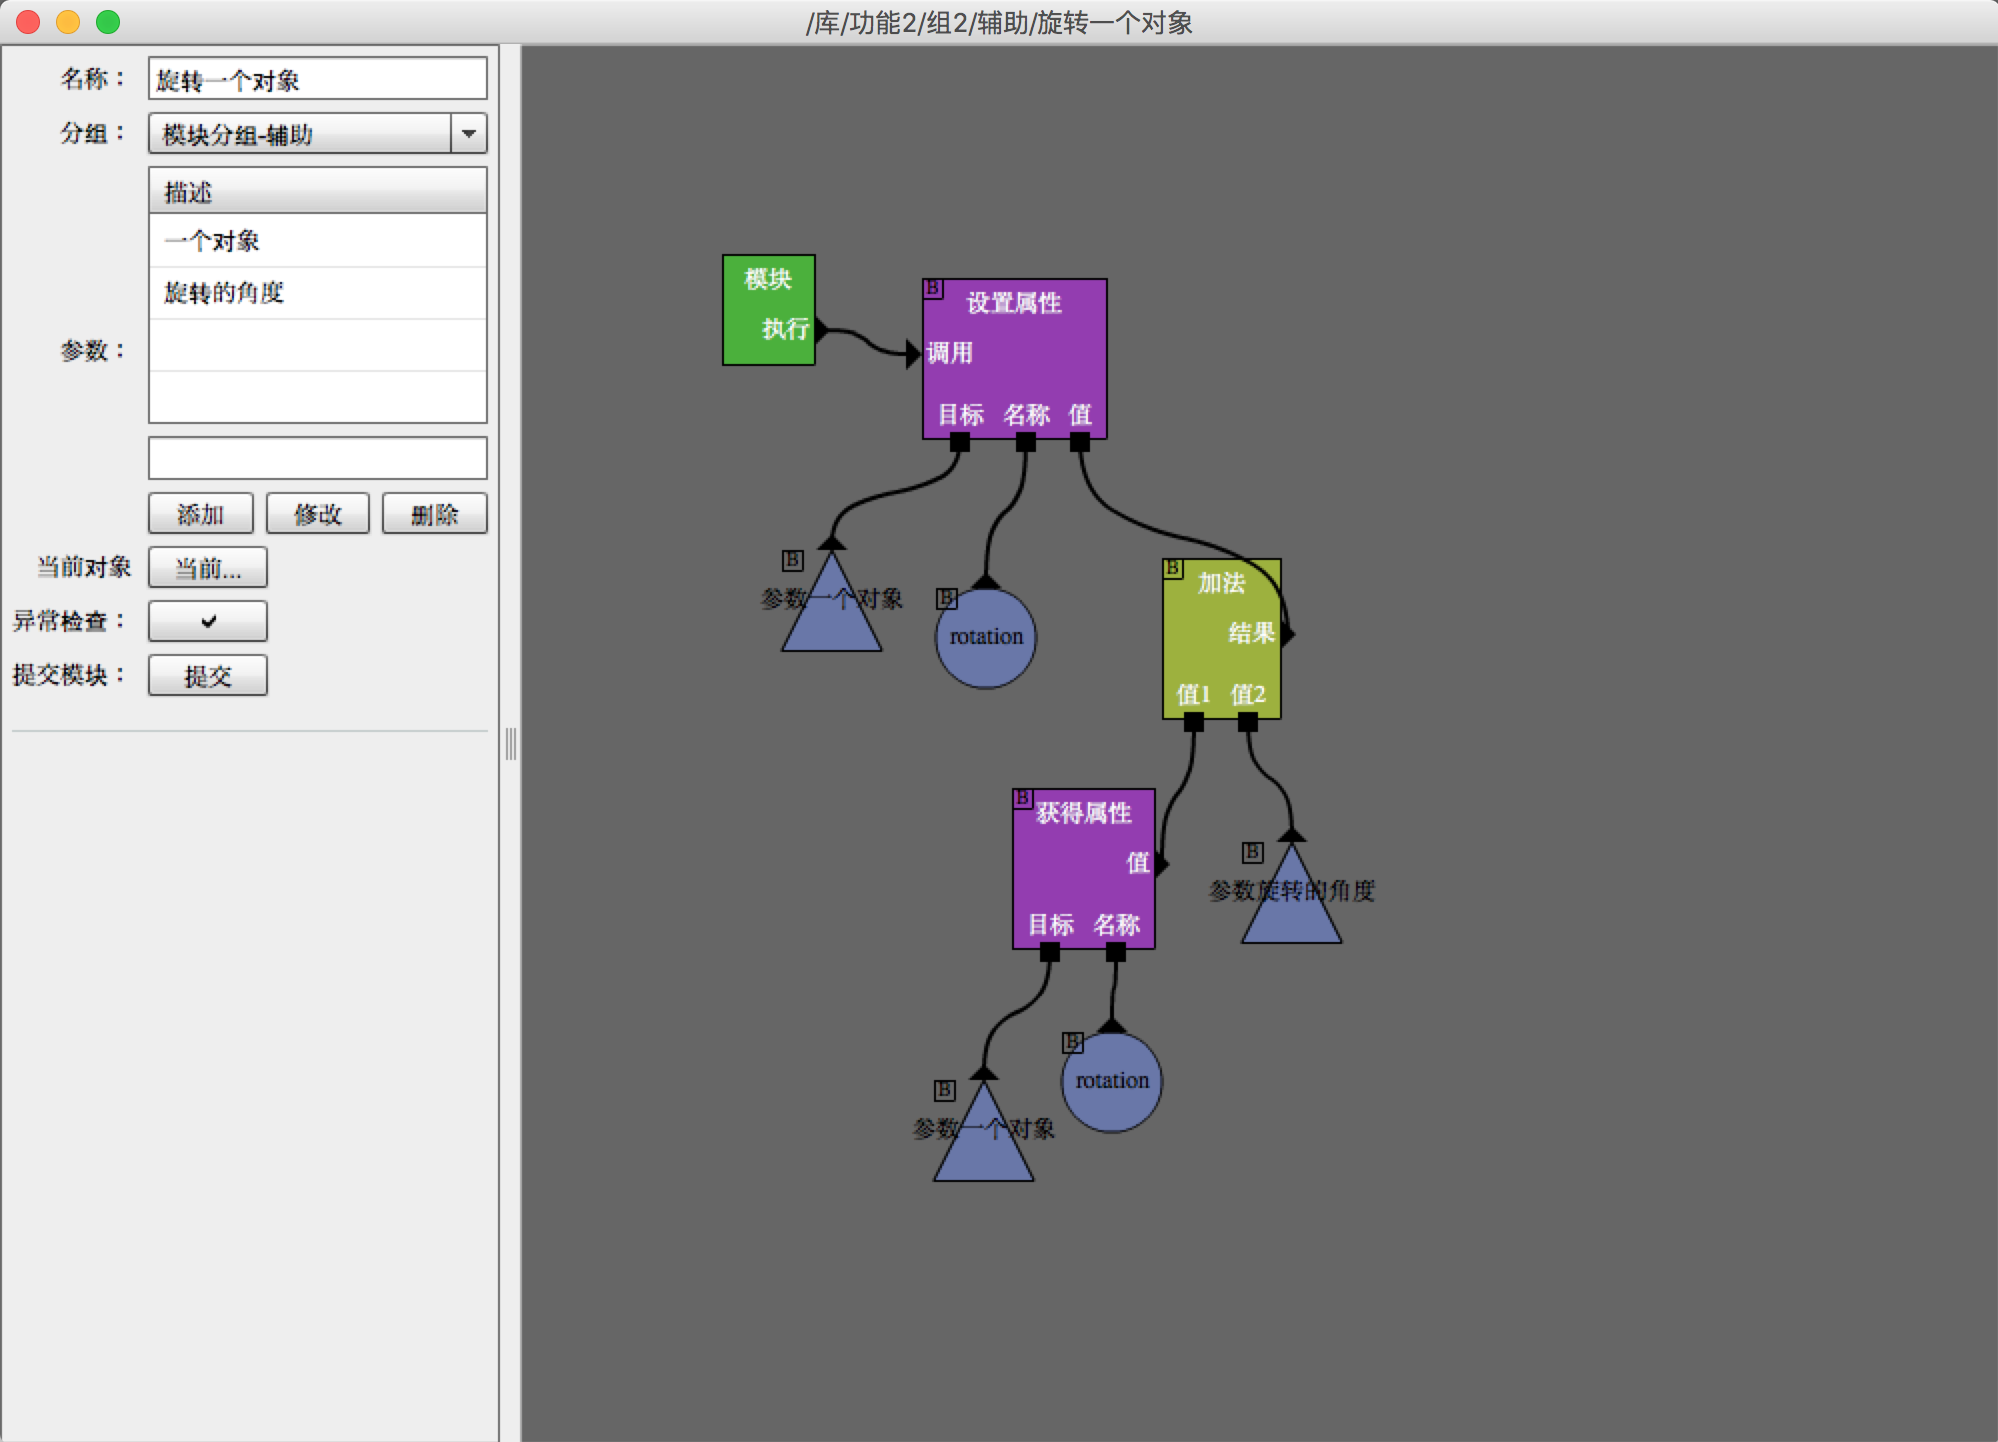 /库/功能2/组2/辅助/旋转一个对象
名称：
旋转一个对象
分组：
模块分组-辅助
描述
一个对象
旋转的角度
参数：
添加 修改 删除
当前对象
当前...
异常检查：
提交模块：
提交
模块
执行
B
设置属性
调用
目标 名称 值
B
参数一个对象
B
rotation
B
加法
结果
值1 值2
B
获得属性
值
目标 名称
B
参数旋转的角度
B
参数一个对象
B
rotation